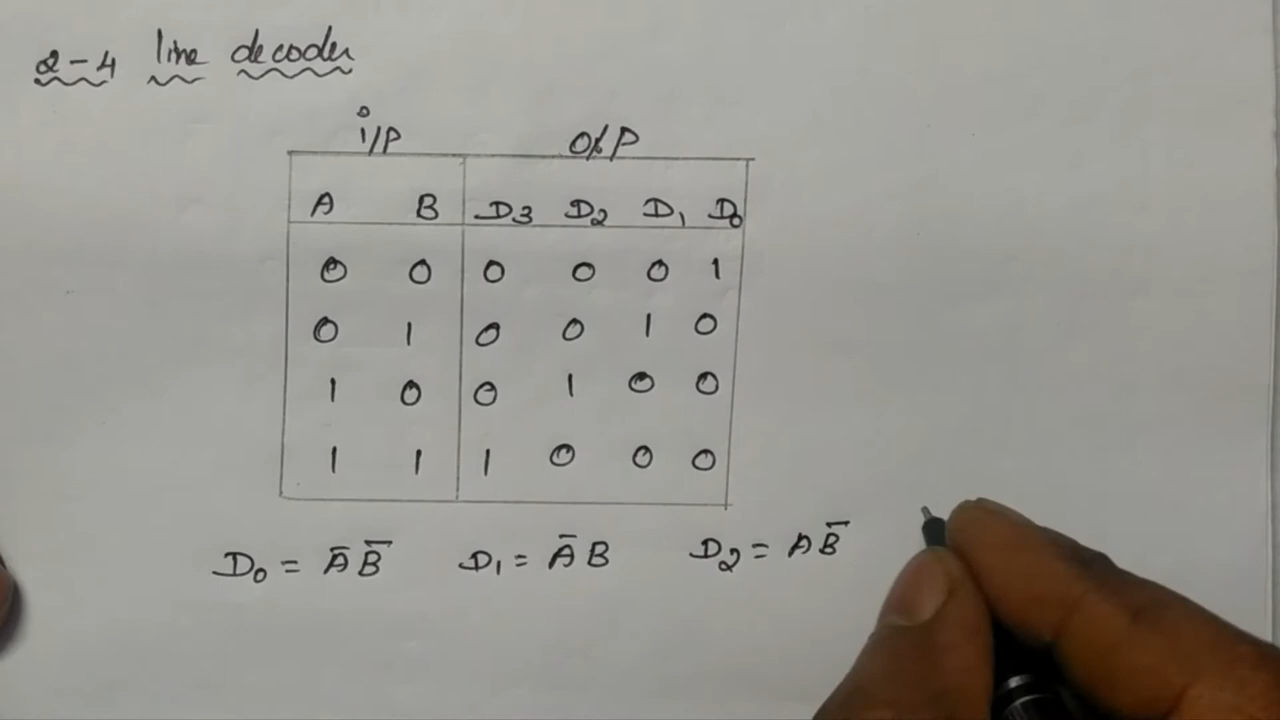 2-4 line decoder
i/P O/P
A B D3 D2 D1 D0
0 0 0 0 0 1
0 1 0 0 1 0
1 0 0 1 0 0
1 1 1 0 0 0
D0 = A̅ B̅ D1 = A̅ B D2 = A B̅